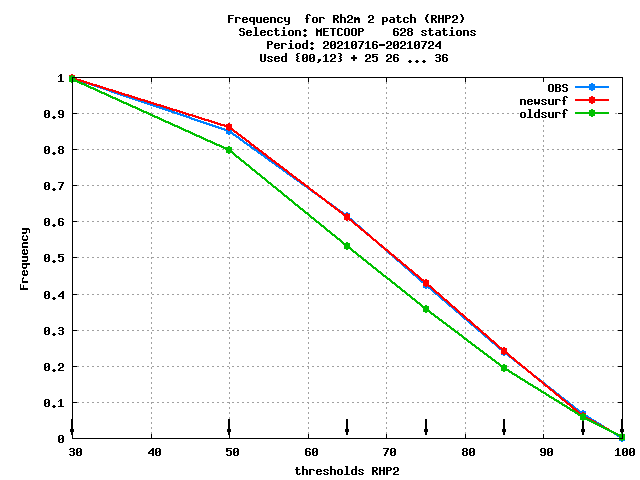 Frequency  for Rh2m 2 patch (RHP2)
Selection: METCOOP    628 stations
Period: 20210716-20210724
Used {00,12} + 25 26 ... 36
OBS
newsurf
oldsurf
1
0.9
0.8
0.7
0.6
0.5
0.4
0.3
0.2
0.1
0
Frequency
30 40 50 60 70 80 90 100
thresholds RHP2